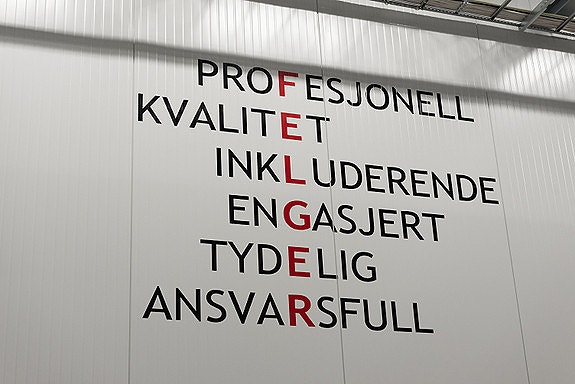 PROFESJONELL
KVALITET
INKLUDERENDE
ENGASJERT
TYDELIG
ANSVARSFULL